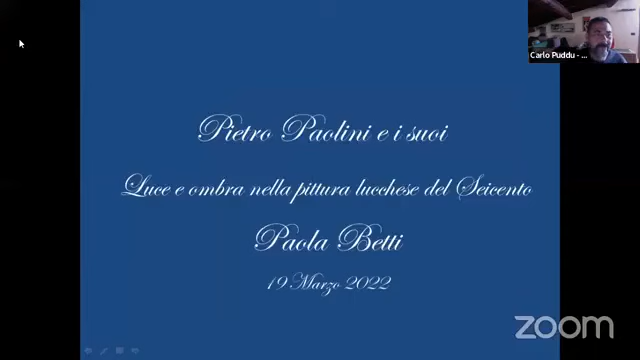 Carlo Puddu - ...
Pietro Paolini e i suoi
Luce e ombra nella pittura lucchese del Seicento
Paola Betti
19 Marzo 2022
zoom